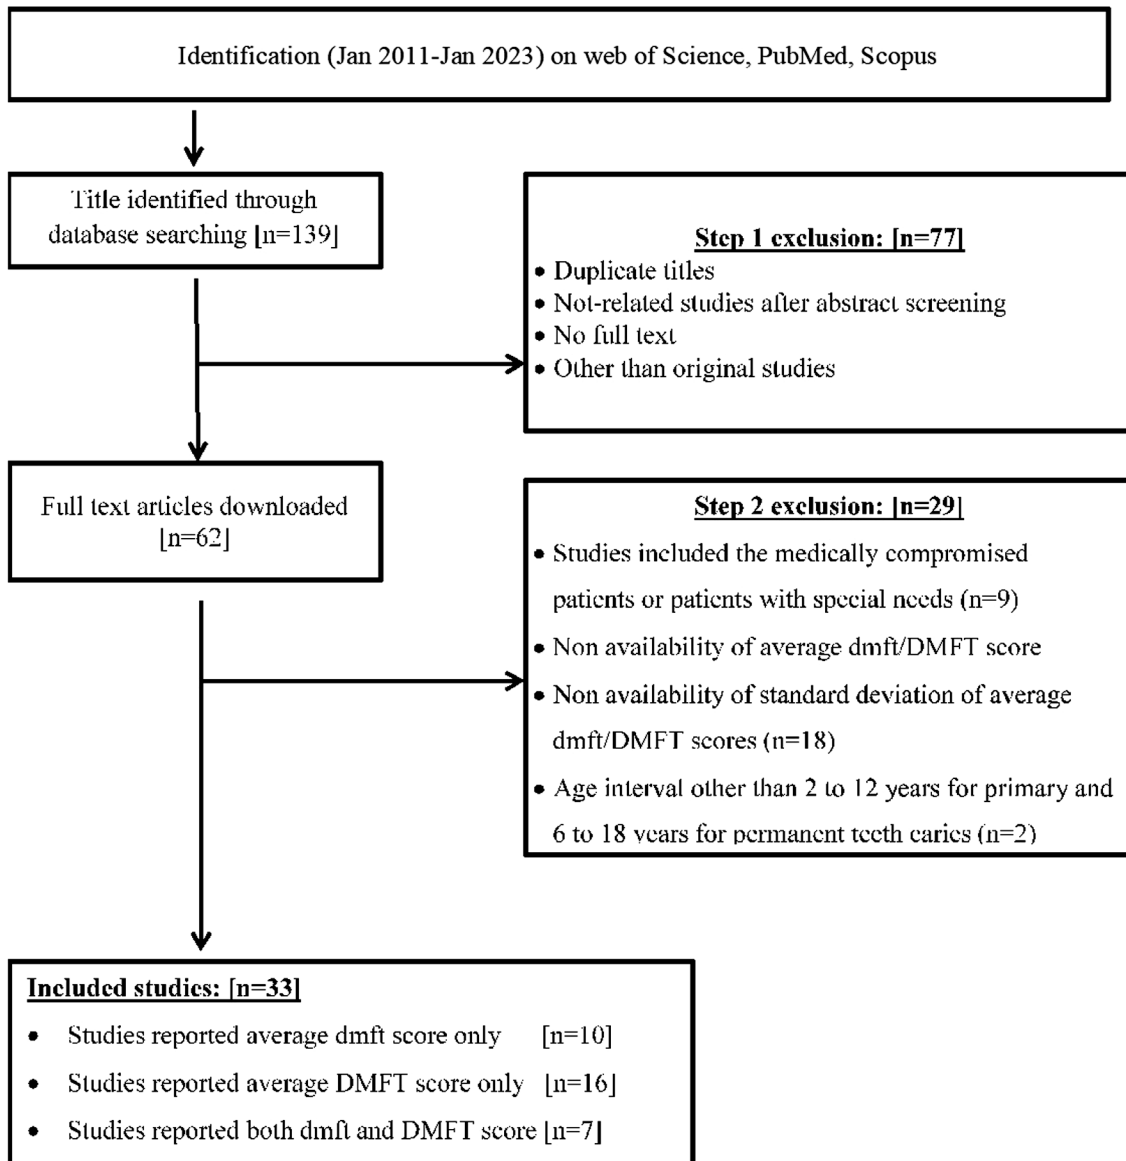 Identification (Jan 2011-Jan 2023) on web of Science, PubMed, Scopus
Title identified through
database searching [n=139]
Step 1 exclusion: [n=77]
• Duplicate titles
• Not-related studies after abstract screening
• No full text
• Other than original studies
Full text articles downloaded
[n=62]
Step 2 exclusion: [n=29]
• Studies included the medically compromised
patients or patients with special needs (n=9)
• Non availability of average dmft/DMFT score
• Non availability of standard deviation of average
dmft/DMFT scores (n=18)
• Age interval other than 2 to 12 years for primary and
6 to 18 years for permanent teeth caries (n=2)
Included studies: [n=33]
• Studies reported average dmft score only [n=10]
• Studies reported average DMFT score only [n=16]
• Studies reported both dmft and DMFT score [n=7]